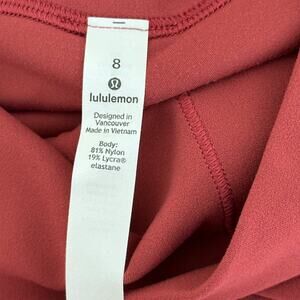 8
lululemon
Designed in
Vancouver
Made in Vietnam
Body:
81% Nylon
19% Lycra®
elastane